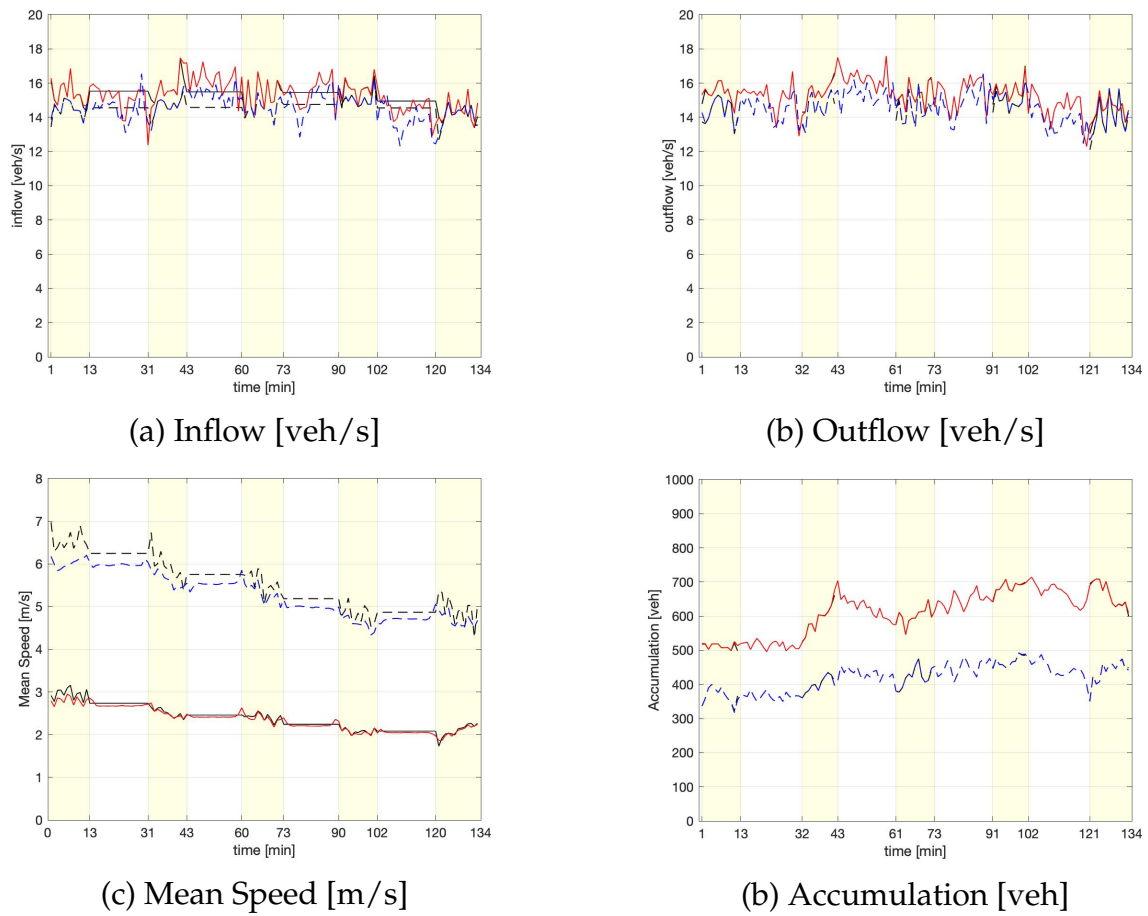 20
18
16
14
12
10
8
6
4
2
0
inflow [veh/s]
1 13 31 43 60 73 90 102 120 134
time [min]
(a) Inflow [veh/s]
20
18
16
14
12
10
8
6
4
2
0
outflow [veh/s]
1 13 32 43 61 73 91 102 121 134
time [min]
(b) Outflow [veh/s]
8
7
6
5
4
3
2
1
0
Mean Speed [m/s]
0 13 31 43 60 73 90 102 120 134
time [min]
(c) Mean Speed [m/s]
1000
900
800
700
600
500
400
300
200
100
0
Accumulation [veh]
1 13 32 43 61 73 91 102 121 134
time [min]
(b) Accumulation [veh]